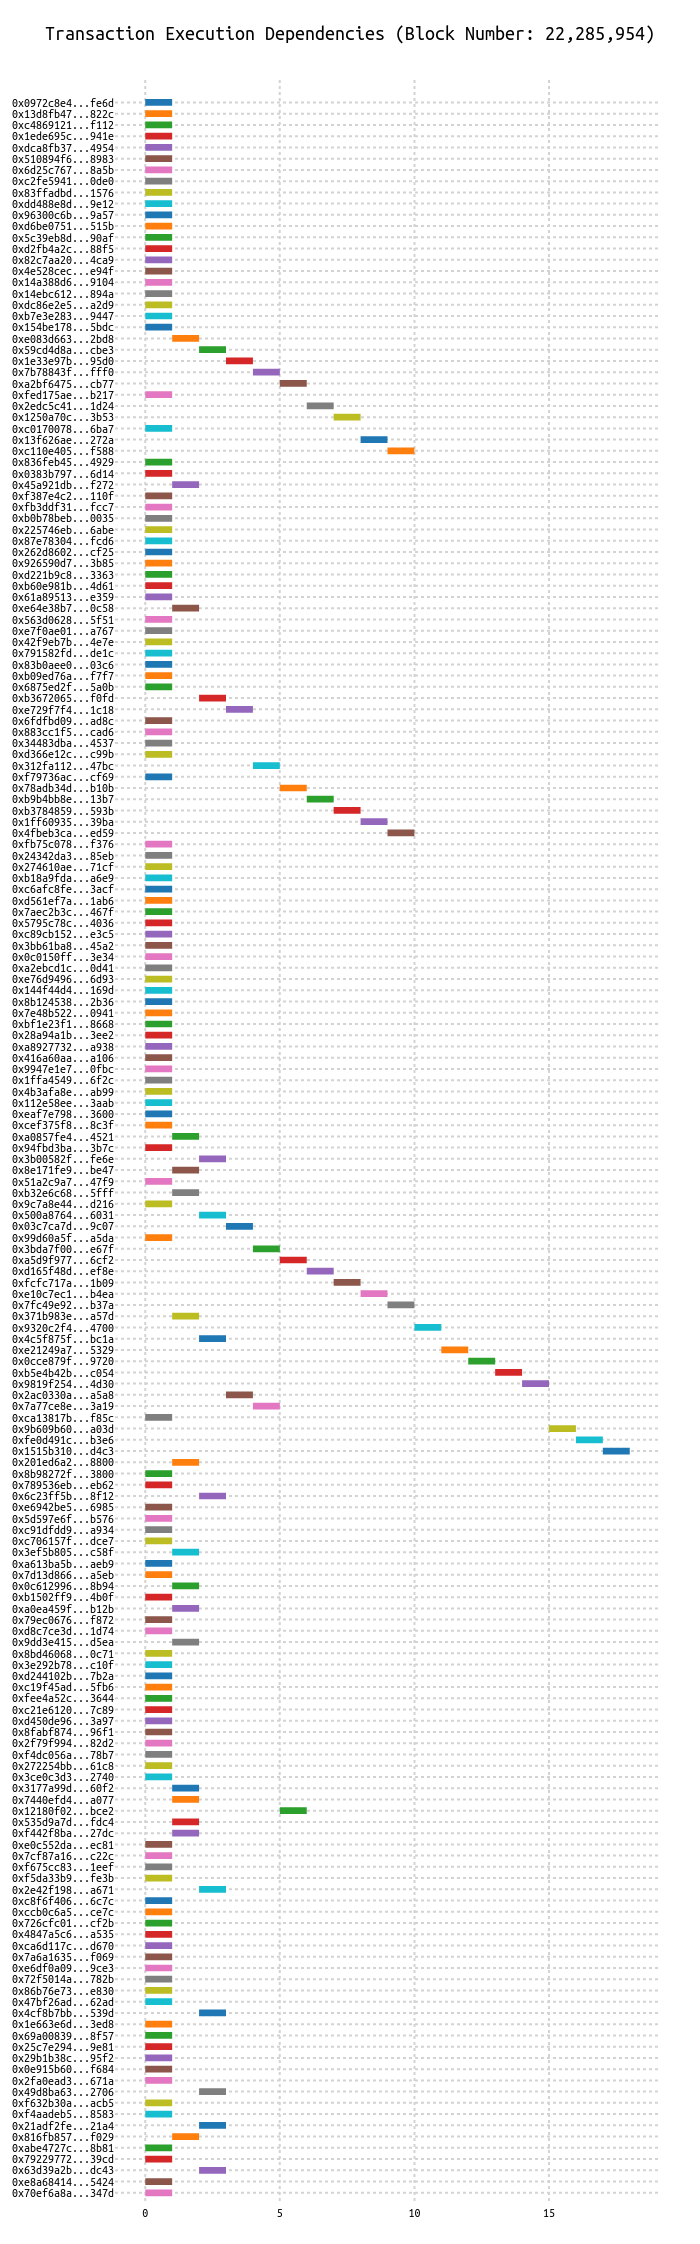 Transaction Execution Dependencies (Block Number: 22,285,954)
0x0972c8e4...fe6d
0x13d8fb47...822c
0xc4869121...f112
0x1ede695c...941e
0xdca8fb37...4954
0x510894f6...8983
0x6d25c767...8a5b
0xc2fe5941...0de0
0x83ffadbd...1576
0xdd488e8d...9e12
0x96300c6b...9a57
0xd6be0751...515b
0x5c39eb8d...90af
0xd2fb4a2c...88f5
0x82c7aa20...4ca9
0x4e528cec...e94f
0x14a388d6...9104
0x14ebc612...894a
0xdc86e2e5...a2d9
0xb7e3e283...9447
0x154be178...5bdc
0xe083d663...2bd8
0x59cd4d8a...cbe3
0x1e33e97b...95d0
0x7b78843f...fff0
0xa2bf6475...cb77
0xfed175ae...b217
0x2edc5c41...1d24
0x1250a70c...3b53
0xc0170078...6ba7
0x13f626ae...272a
0xc110e405...f588
0x836feb45...4929
0x0383b797...6d14
0x45a921db...f272
0xf387e4c2...110f
0xfb3ddf31...fcc7
0xb0b78beb...0035
0x225746eb...6abe
0x87e78304...fcd6
0x262d8602...cf25
0x926590d7...3b85
0xd221b9c8...3363
0xb60e981b...4d61
0x61a89513...e359
0xe64e38b7...0c58
0x563d0628...5f51
0xe7f0ae01...a767
0x42f9eb7b...4e7e
0x791582fd...de1c
0x83b0aee0...03c6
0xb09ed76a...f7f7
0x6875ed2f...5a0b
0xb3672065...f0fd
0xe729f7f4...1c18
0x6fdfbd09...ad8c
0x883cc1f5...cad6
0x34483dba...4537
0xd366e12c...c99b
0x312fa112...47bc
0xf79736ac...cf69
0x78adb34d...b10b
0xb9b4bb8e...13b7
0xb3784859...593b
0x1ff60935...39ba
0x4fbeb3ca...ed59
0xfb75c078...f376
0x24342da3...85eb
0x274610ae...71cf
0xb18a9fda...a6e9
0xc6afc8fe...3acf
0xd561ef7a...1ab6
0x7aec2b3c...467f
0x5795c78c...4036
0xc89cb152...e3c5
0x3bb61ba8...45a2
0x0c0150ff...3e34
0xa2ebcd1c...0d41
0xe76d9496...6d93
0x144f44d4...169d
0x8b124538...2b36
0x7e48b522...0941
0xbf1e23f1...8668
0x28a94a1b...3ee2
0xa8927732...a938
0x416a60aa...a106
0x9947e1e7...0fbc
0x1ffa4549...6f2c
0x4b3afa8e...ab99
0x112e58ee...3aab
0xeaf7e798...3600
0xcef375f8...8c3f
0xa0857fe4...4521
0x94fbd3ba...3b7c
0x3b00582f...fe6e
0x8e171fe9...be47
0x51a2c9a7...47f9
0xb32e6c68...5fff
0x9c7a8e44...d216
0x500a8764...6031
0x03c7ca7d...9c07
0x99d60a5f...a5da
0x3bda7f00...e67f
0xa5d9f977...6cf2
0xd165f48d...ef8e
0xfcfc717a...1b09
0xe10c7ec1...b4ea
0x7fc49e92...b37a
0x371b983e...a57d
0x9320c2f4...4700
0x4c5f875f...bc1a
0xe21249a7...5329
0x0cce879f...9720
0xb5e4b42b...c054
0x9819f254...4d30
0x2ac0330a...a5a8
0x7a77ce8e...3a19
0xca13817b...f85c
0x9b609b60...a03d
0xfe0d491c...b3e6
0x1515b310...d4c3
0x201ed6a2...8800
0x8b98272f...3800
0x789536eb...eb62
0x6c23ff5b...8f12
0xe6942be5...6985
0x5d597e6f...b576
0xc91dfdd9...a934
0xc706157f...dce7
0x3ef5b805...c58f
0xa613ba5b...aeb9
0x7d13d866...a5eb
0x0c612996...8b94
0xb1502ff9...4b0f
0xa0ea459f...b12b
0x79ec0676...f872
0xd8c7ce3d...1d74
0x9dd3e415...d5ea
0x8bd46068...0c71
0x3e292b78...c10f
0xd244102b...7b2a
0xc19f45ad...5fb6
0xfee4a52c...3644
0xc21e6120...7c89
0xd450de96...3a97
0x8fabf874...96f1
0x2f79f994...82d2
0xf4dc056a...78b7
0x272254bb...61c8
0x3ce0c3d3...2740
0x3177a99d...60f2
0x7440efd4...a077
0x12180f02...bce2
0x535d9a7d...fdc4
0xf442f8ba...27dc
0xe0c552da...ec81
0x7cf87a16...c22c
0xf675cc83...1eef
0xf5da33b9...fe3b
0x2e42f198...a671
0xc8f6f406...6c7c
0xccb0c6a5...ce7c
0x726cfc01...cf2b
0x4847a5c6...a535
0xca6d117c...d670
0x7a6a1635...f069
0xe6df0a09...9ce3
0x72f5014a...782b
0x86b76e73...e830
0x47bf26ad...62ad
0x4cf8b7bb...539d
0x1e663e6d...3ed8
0x69a00839...8f57
0x25c7e294...9e81
0x29b1b38c...95f2
0x0e915b60...f684
0x2fa0ead3...671a
0x49d8ba63...2706
0xf632b30a...acb5
0xf4aadeb5...8583
0x21adf2fe...21a4
0x816fb857...f029
0xabe4727c...8b81
0x79229772...39cd
0x63d39a2b...dc43
0xe8a68414...5424
0x70ef6a8a...347d
0 5 10 15